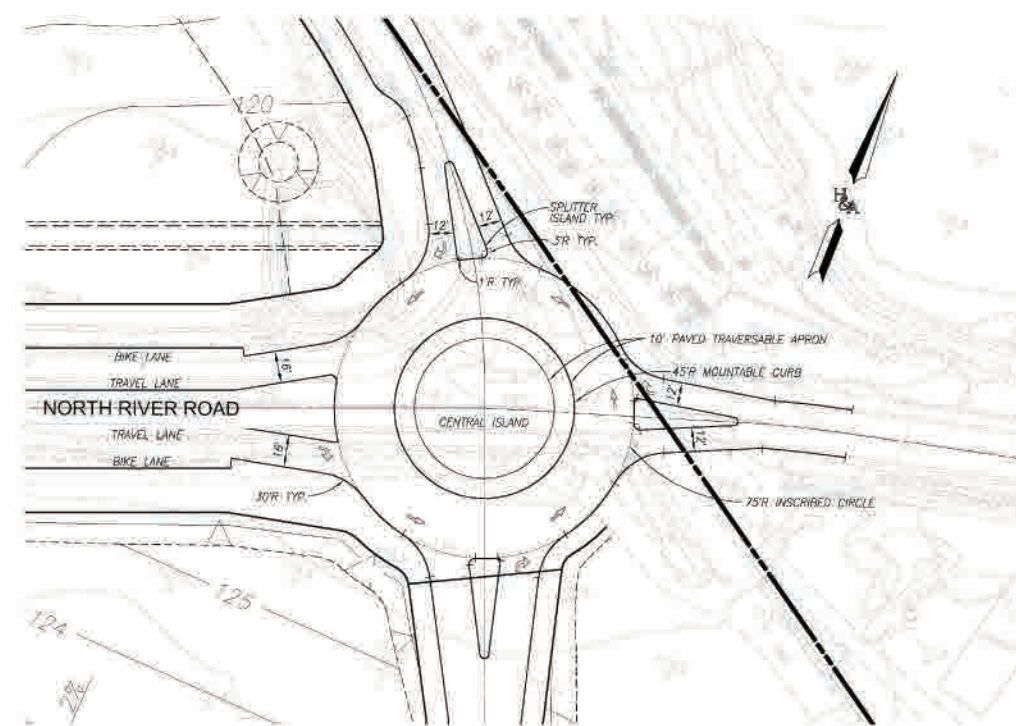 120
SPLITTER
ISLAND TYP.
12'
12'
3'R TYP.
1'R TYP.
H&A
10' PAVED TRAVERSABLE APRON
BIKE LANE
16'
45'R MOUNTABLE CURB
TRAVEL LANE
12'
NORTH RIVER ROAD
CENTRAL ISLAND
TRAVEL LANE
16'
12'
BIKE LANE
30'R TYP.
75'R INSCRIBED CIRCLE
125
124